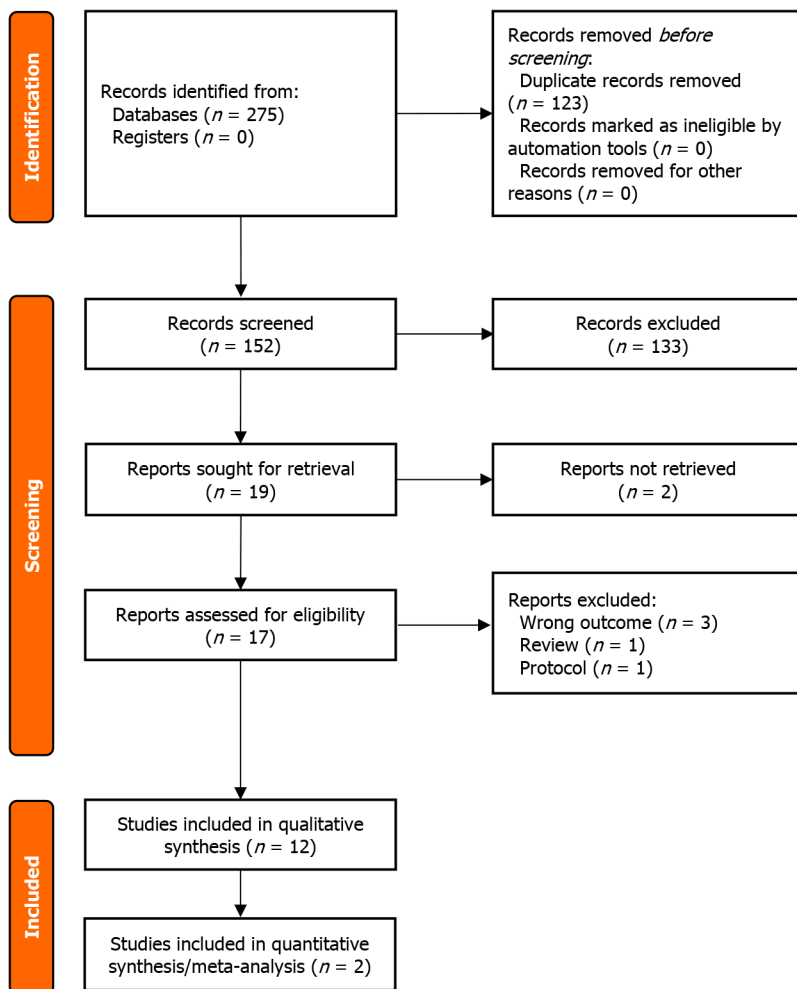 Identification
Records identified from:
Databases (n = 275)
Registers (n = 0)
Records removed before
screening:
Duplicate records removed
(n = 123)
Records marked as ineligible by
automation tools (n = 0)
Records removed for other
reasons (n = 0)
Screening
Records screened
(n = 152)
Records excluded
(n = 133)
Reports sought for retrieval
(n = 19)
Reports not retrieved
(n = 2)
Reports assessed for eligibility
(n = 17)
Reports excluded:
Wrong outcome (n = 3)
Review (n = 1)
Protocol (n = 1)
Included
Studies included in qualitative
synthesis (n = 12)
Studies included in quantitative
synthesis/meta-analysis (n = 2)